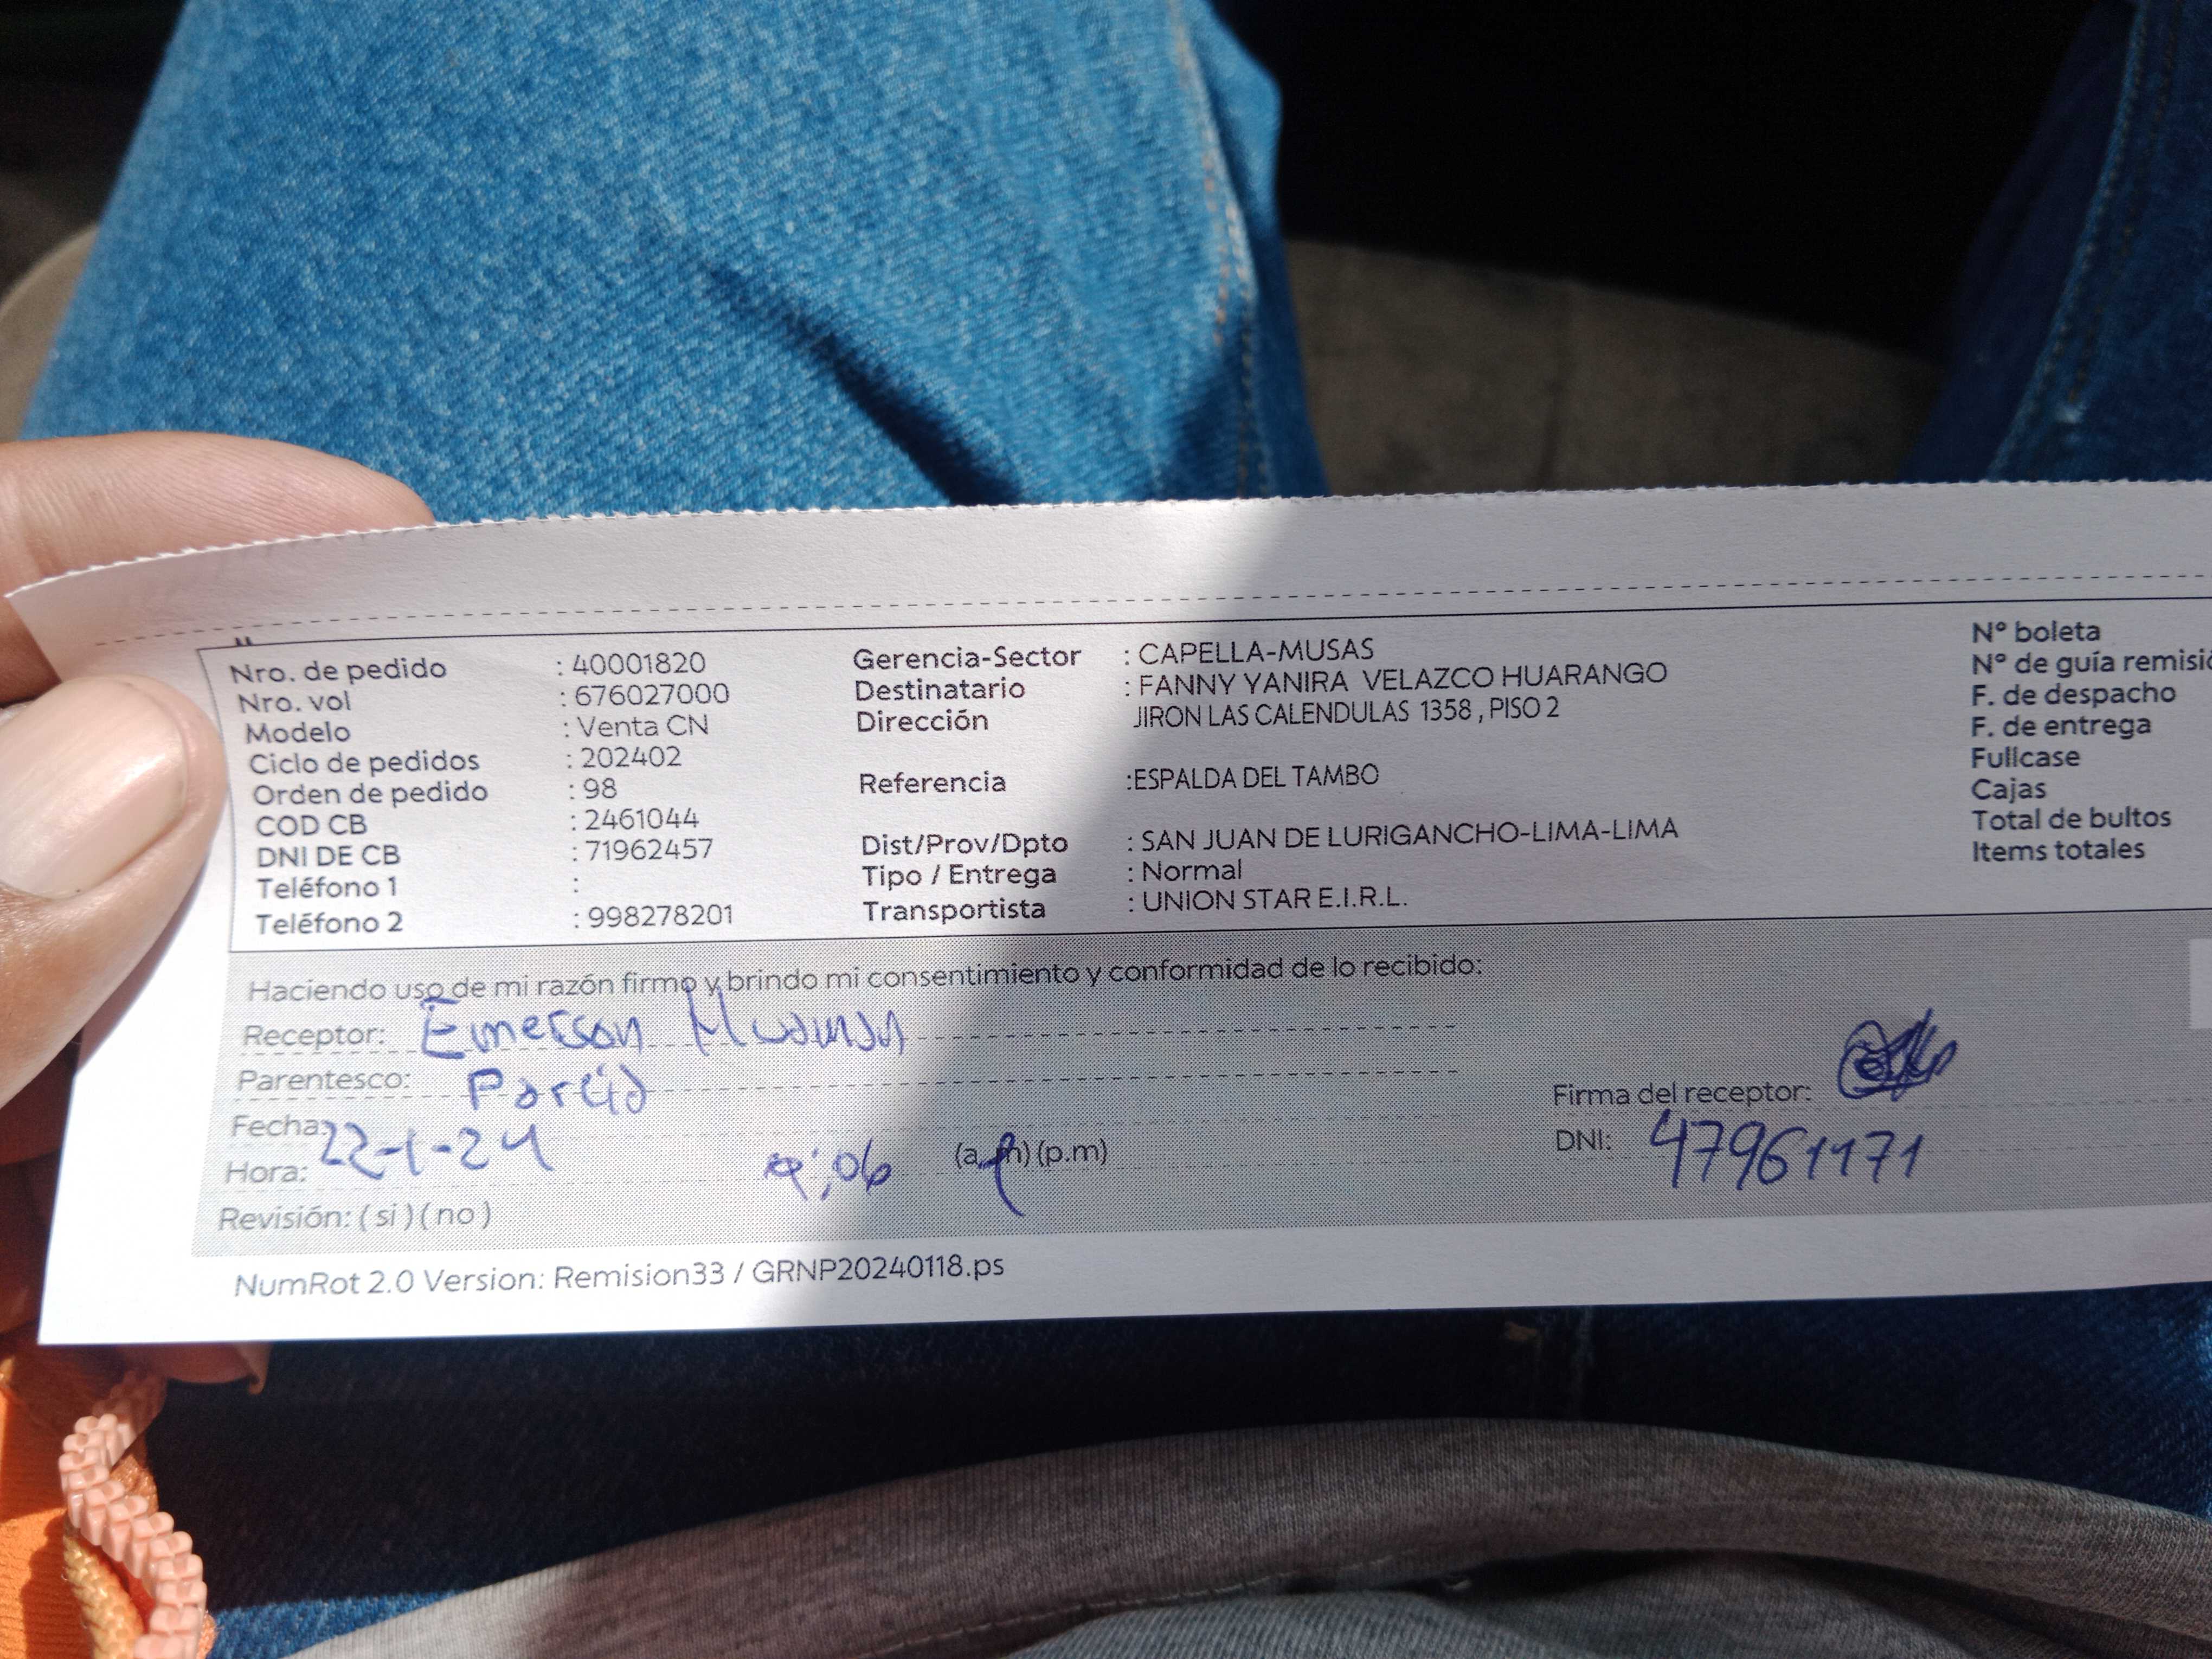 Nro. de pedido : 40001820
Nro. vol : 676027000
Modelo : Venta CN
Ciclo de pedidos : 202402
Orden de pedido : 98
COD CB : 2461044
DNI DE CB : 71962457
Teléfono 1 :
Teléfono 2 : 998278201
Gerencia-Sector : CAPELLA-MUSAS
Destinatario : FANNY YANIRA VELAZCO HUARANGO
Dirección JIRON LAS CALENDULAS 1358 , PISO 2
Referencia :ESPALDA DEL TAMBO
Dist/Prov/Dpto : SAN JUAN DE LURIGANCHO-LIMA-LIMA
Tipo / Entrega : Normal
Transportista : UNION STAR E.I.R.L.
Nº boleta
Nº de guía remisió
F. de despacho
F. de entrega
Fullcase
Cajas
Total de bultos
Items totales
Haciendo uso de mi razón firmo y brindo mi consentimiento y conformidad de lo recibido:
Receptor: Emerson Huaman
Parentesco:
Fecha: 22-1-24
Hora: (a.m) (p.m)
Revisión: ( si ) ( no )
Firma del receptor:
DNI: 47961171
NumRot 2.0 Version: Remision33 / GRNP20240118.ps